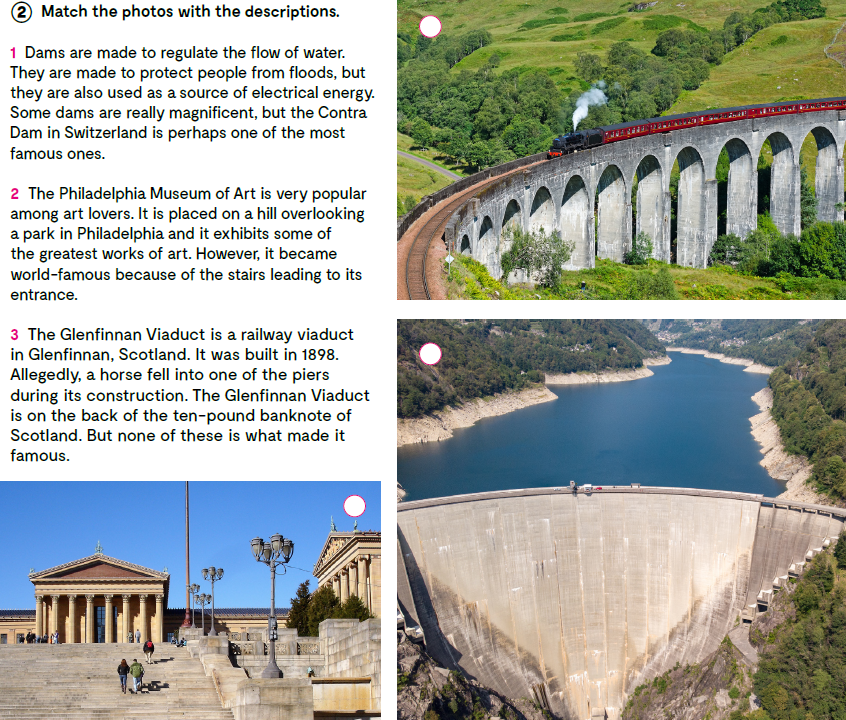 2 Match the photos with the descriptions.
1 Dams are made to regulate the flow of water.
They are made to protect people from floods, but
they are also used as a source of electrical energy.
Some dams are really magnificent, but the Contra
Dam in Switzerland is perhaps one of the most
famous ones.
2 The Philadelphia Museum of Art is very popular
among art lovers. It is placed on a hill overlooking
a park in Philadelphia and it exhibits some of
the greatest works of art. However, it became
world-famous because of the stairs leading to its
entrance.
3 The Glenfinnan Viaduct is a railway viaduct
in Glenfinnan, Scotland. It was built in 1898.
Allegedly, a horse fell into one of the piers
during its construction. The Glenfinnan Viaduct
is on the back of the ten-pound banknote of
Scotland. But none of these is what made it
famous.